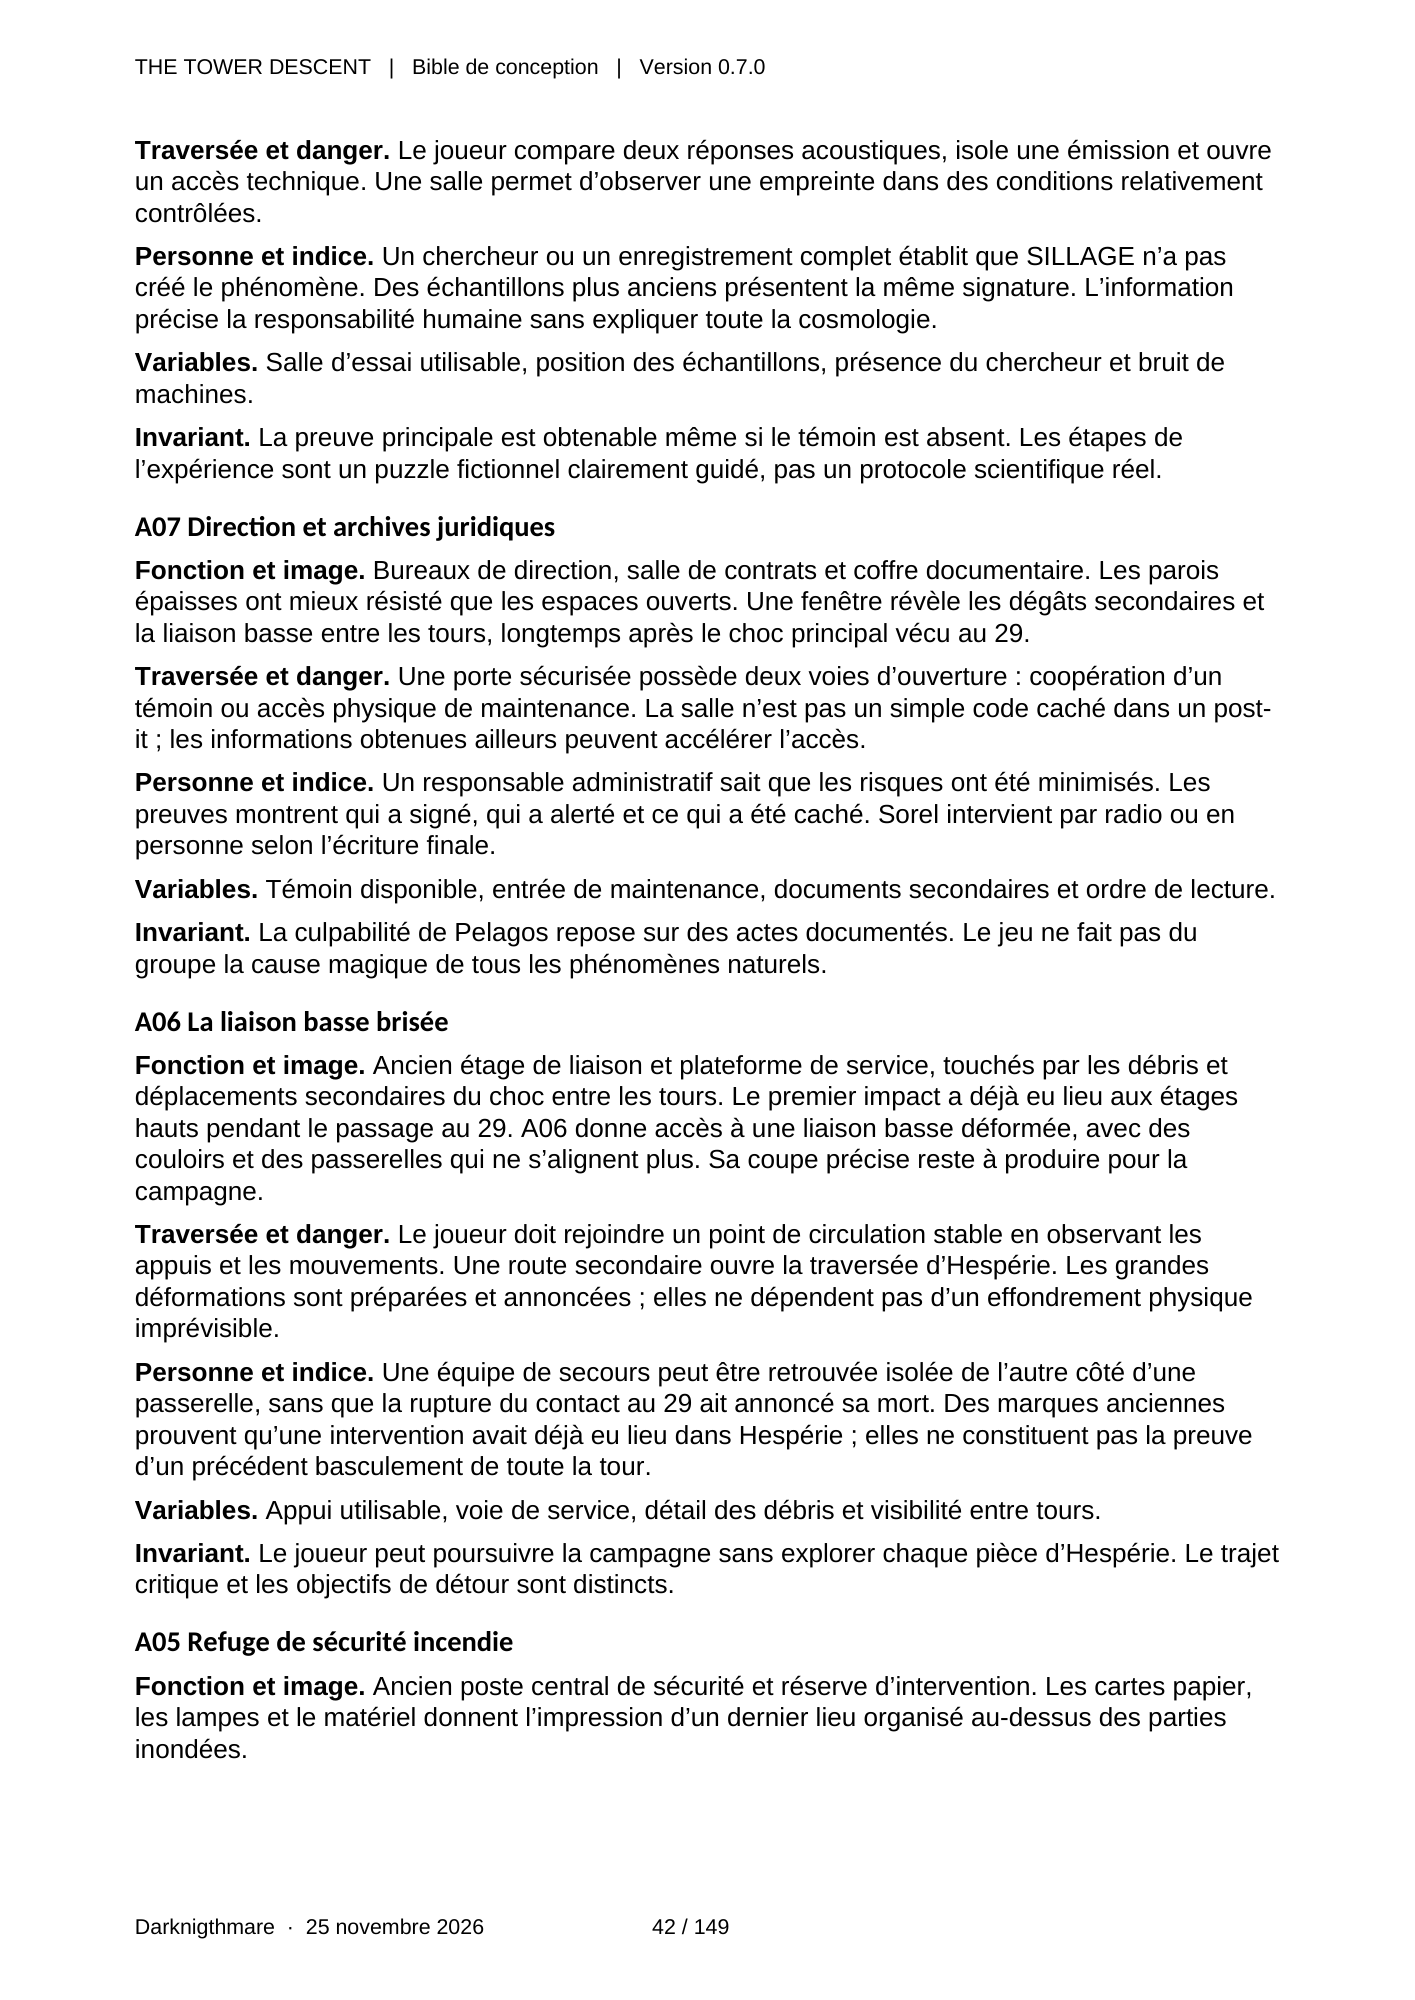 THE TOWER DESCENT | Bible de conception | Version 0.7.0
Traversée et danger. Le joueur compare deux réponses acoustiques, isole une émission et ouvre
un accès technique. Une salle permet d’observer une empreinte dans des conditions relativement
contrôlées.
Personne et indice. Un chercheur ou un enregistrement complet établit que SILLAGE n’a pas
créé le phénomène. Des échantillons plus anciens présentent la même signature. L’information
précise la responsabilité humaine sans expliquer toute la cosmologie.
Variables. Salle d’essai utilisable, position des échantillons, présence du chercheur et bruit de
machines.
Invariant. La preuve principale est obtenable même si le témoin est absent. Les étapes de
l’expérience sont un puzzle fictionnel clairement guidé, pas un protocole scientifique réel.
A07 Direction et archives juridiques
Fonction et image. Bureaux de direction, salle de contrats et coffre documentaire. Les parois
épaisses ont mieux résisté que les espaces ouverts. Une fenêtre révèle les dégâts secondaires et
la liaison basse entre les tours, longtemps après le choc principal vécu au 29.
Traversée et danger. Une porte sécurisée possède deux voies d’ouverture : coopération d’un
témoin ou accès physique de maintenance. La salle n’est pas un simple code caché dans un post-
it ; les informations obtenues ailleurs peuvent accélérer l’accès.
Personne et indice. Un responsable administratif sait que les risques ont été minimisés. Les
preuves montrent qui a signé, qui a alerté et ce qui a été caché. Sorel intervient par radio ou en
personne selon l’écriture finale.
Variables. Témoin disponible, entrée de maintenance, documents secondaires et ordre de lecture.
Invariant. La culpabilité de Pelagos repose sur des actes documentés. Le jeu ne fait pas du
groupe la cause magique de tous les phénomènes naturels.
A06 La liaison basse brisée
Fonction et image. Ancien étage de liaison et plateforme de service, touchés par les débris et
déplacements secondaires du choc entre les tours. Le premier impact a déjà eu lieu aux étages
hauts pendant le passage au 29. A06 donne accès à une liaison basse déformée, avec des
couloirs et des passerelles qui ne s’alignent plus. Sa coupe précise reste à produire pour la
campagne.
Traversée et danger. Le joueur doit rejoindre un point de circulation stable en observant les
appuis et les mouvements. Une route secondaire ouvre la traversée d’Hespérie. Les grandes
déformations sont préparées et annoncées ; elles ne dépendent pas d’un effondrement physique
imprévisible.
Personne et indice. Une équipe de secours peut être retrouvée isolée de l’autre côté d’une
passerelle, sans que la rupture du contact au 29 ait annoncé sa mort. Des marques anciennes
prouvent qu’une intervention avait déjà eu lieu dans Hespérie ; elles ne constituent pas la preuve
d’un précédent basculement de toute la tour.
Variables. Appui utilisable, voie de service, détail des débris et visibilité entre tours.
Invariant. Le joueur peut poursuivre la campagne sans explorer chaque pièce d’Hespérie. Le trajet
critique et les objectifs de détour sont distincts.
A05 Refuge de sécurité incendie
Fonction et image. Ancien poste central de sécurité et réserve d’intervention. Les cartes papier,
les lampes et le matériel donnent l’impression d’un dernier lieu organisé au-dessus des parties
inondées.
Darknigthmare · 25 novembre 2026 42 / 149